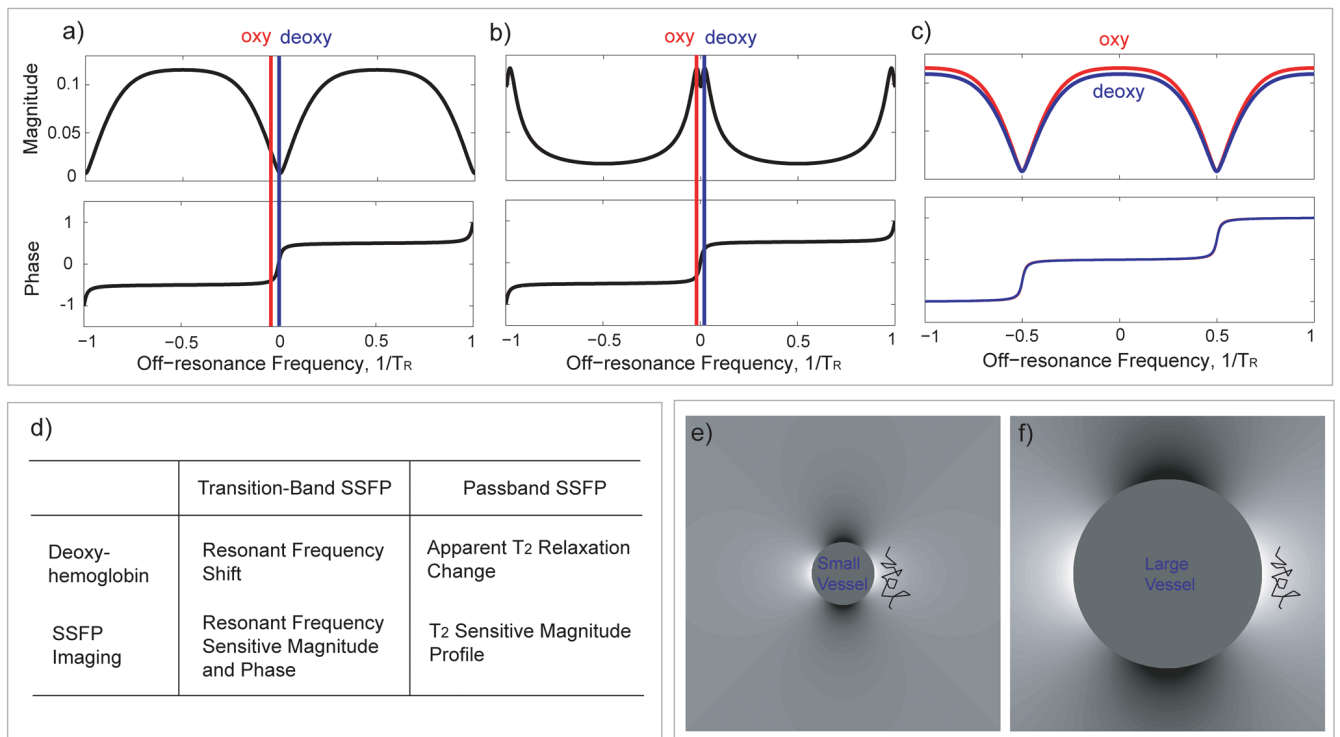 a)
oxy deoxy
Magnitude
0.1
0.05
0
Phase
1
0
-1
-1 -0.5 0 0.5 1
Off-resonance Frequency, 1/TR
b)
oxy deoxy
-1 -0.5 0 0.5 1
Off-resonance Frequency, 1/TR
c)
oxy
deoxy
-1 -0.5 0 0.5 1
Off-resonance Frequency, 1/TR
d)
Transition-Band SSFP Passband SSFP
Deoxy-
hemoglobin
Resonant Frequency
Shift
Apparent T2 Relaxation
Change
SSFP
Imaging
Resonant Frequency
Sensitive Magnitude
and Phase
T2 Sensitive Magnitude
Profile
e)
Small
Vessel
f)
Large
Vessel